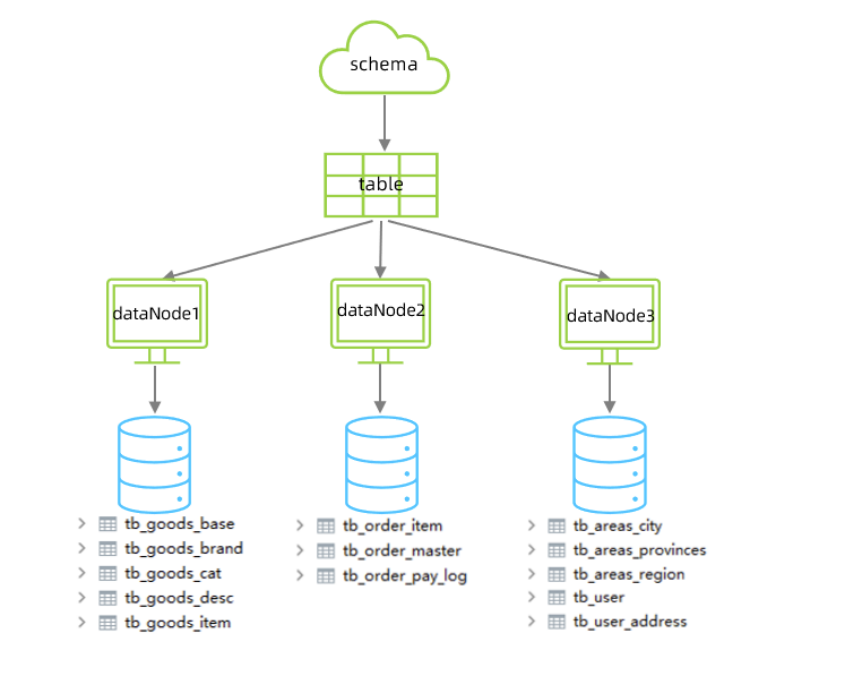 schema
table
dataNode1
dataNode2
dataNode3
tb_goods_base
tb_goods_brand
tb_goods_cat
tb_goods_desc
tb_goods_item
tb_order_item
tb_order_master
tb_order_pay_log
tb_areas_city
tb_areas_provinces
tb_areas_region
tb_user
tb_user_address